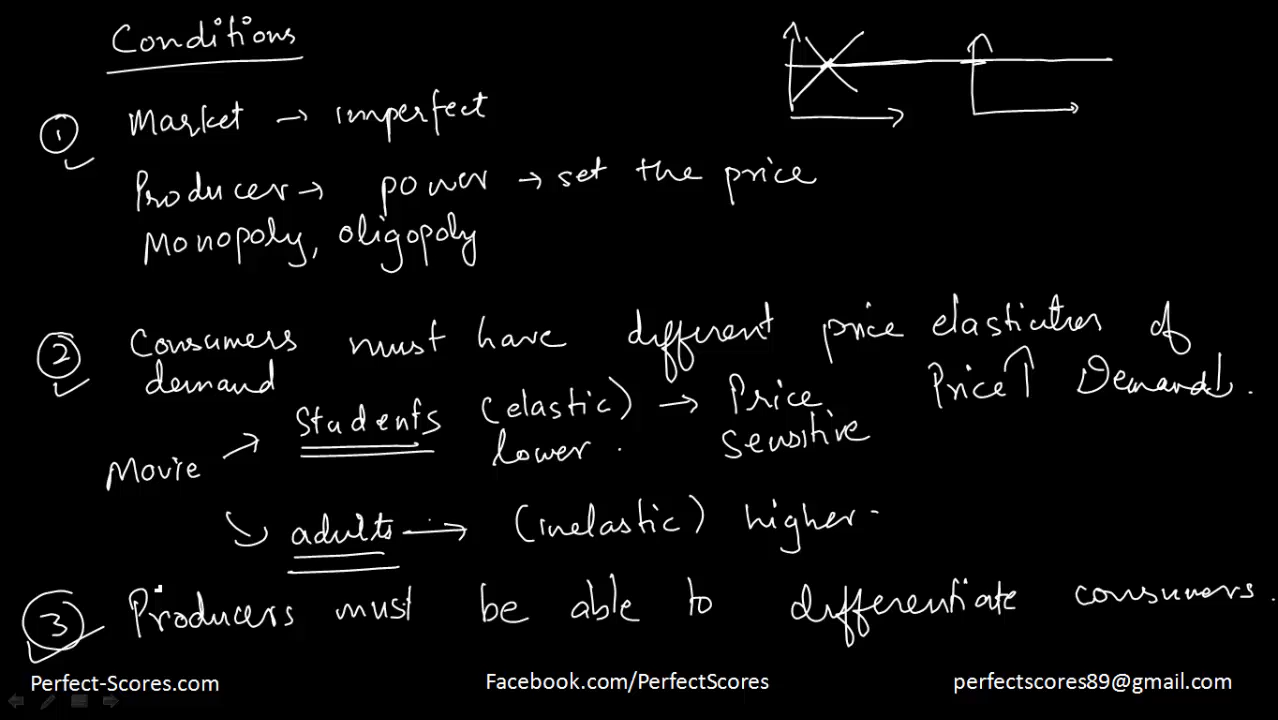 Conditions
① Market → imperfect
Producer → power → set the price
Monopoly, oligopoly
② Consumers must have different price elasticities of
demand
Price↑ Demand↓.
Movie → Students (elastic) → Price
lower. Sensitive
↘ adults → (inelastic) higher.
③ Producers must be able to differentiate consumers.
Perfect-Scores.com Facebook.com/PerfectScores perfectscores89@gmail.com